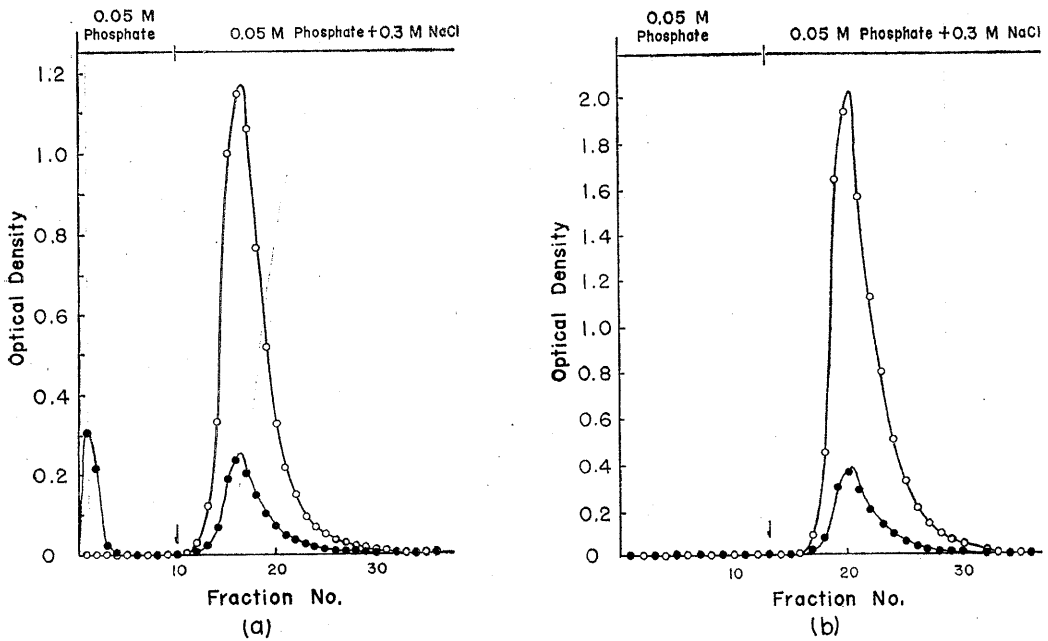 0.05 M
Phosphate
0.05 M Phosphate+0.3 M NaCl
1.2
1.0
0.8
0.6
0.4
0.2
0
Optical Density
10
20
30
Fraction No.
(a)
0.05 M
Phosphate
0.05 M Phosphate+0.3 M NaCl
2.0
1.8
1.6
1.4
1.2
1.0
0.8
0.6
0.4
0.2
0
Optical Density
10
20
30
Fraction No.
(b)